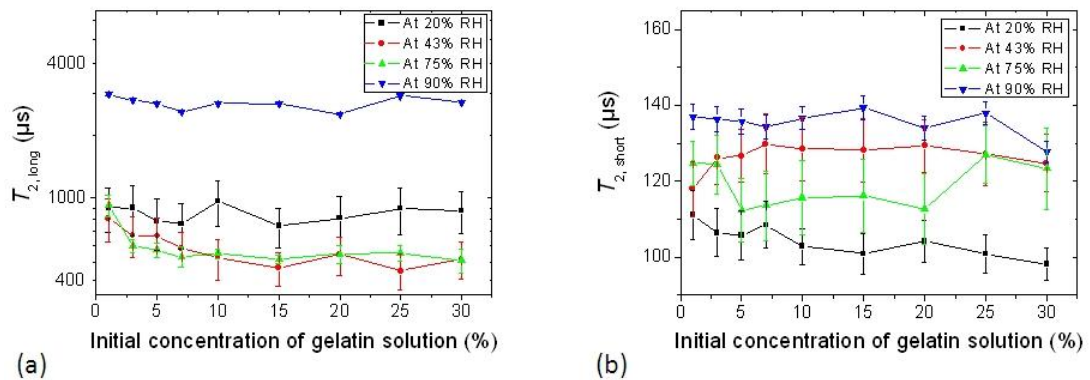 At 20% RH
At 43% RH
At 75% RH
At 90% RH
4000
1000
400
T2, long (µs)
0 5 10 15 20 25 30
Initial concentration of gelatin solution (%)
(a)
At 20% RH
At 43% RH
At 75% RH
At 90% RH
160
140
120
100
T2, short (µs)
0 5 10 15 20 25 30
Initial concentration of gelatin solution (%)
(b)